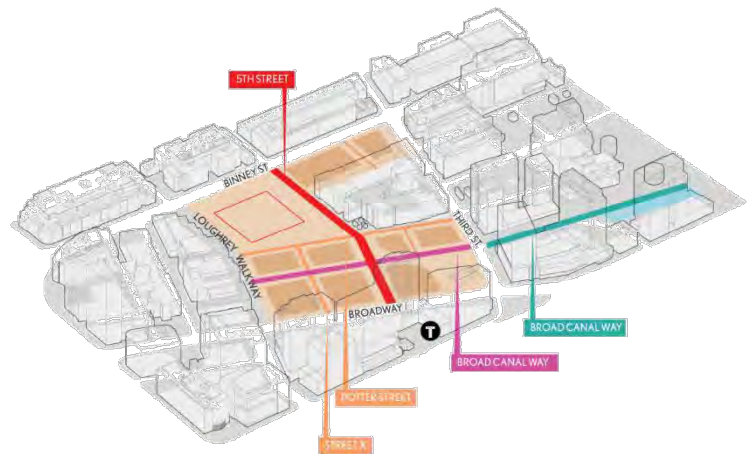 5TH STREET
BINNEY ST
LOUGHREY WALKWAY
THIRD ST.
BROADWAY
T
BROAD CANAL WAY
BROAD CANAL WAY
POTTER STREET
STREET X